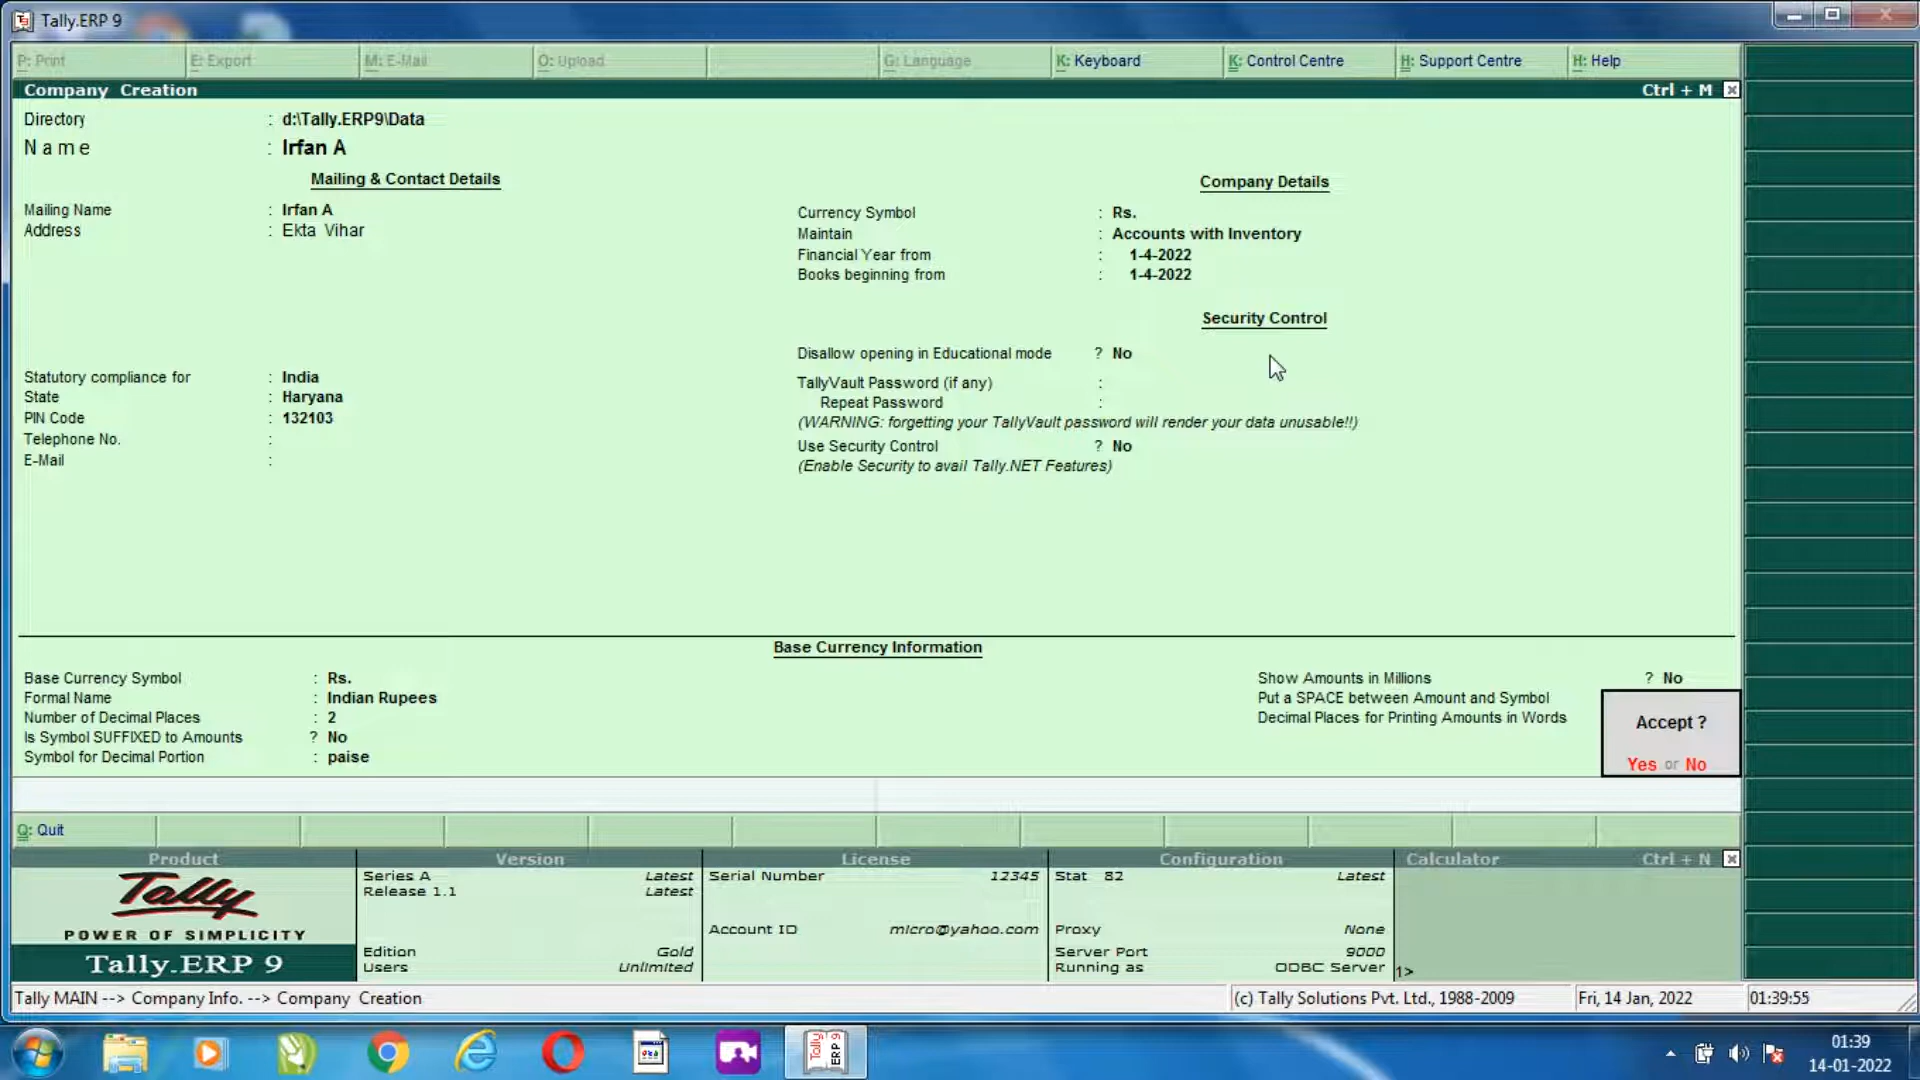 Tally.ERP 9
P: Print
E: Export
M: E-Mail
O: Upload
G: Language
K: Keyboard
K: Control Centre
H: Support Centre
H: Help
Company Creation
Ctrl + M
Directory : d:\Tally.ERP9\Data
Name : Irfan A
Mailing & Contact Details
Mailing Name : Irfan A
Address : Ekta Vihar
Statutory compliance for : India
State : Haryana
PIN Code : 132103
Telephone No. :
E-Mail :
Company Details
Currency Symbol : Rs.
Maintain : Accounts with Inventory
Financial Year from : 1-4-2022
Books beginning from : 1-4-2022
Security Control
Disallow opening in Educational mode ? No
TallyVault Password (if any) :
Repeat Password :
(WARNING: forgetting your TallyVault password will render your data unusable!!)
Use Security Control ? No
(Enable Security to avail Tally.NET Features)
Base Currency Information
Base Currency Symbol : Rs.
Formal Name : Indian Rupees
Number of Decimal Places : 2
Is Symbol SUFFIXED to Amounts ? No
Symbol for Decimal Portion : paise
Show Amounts in Millions ? No
Put a SPACE between Amount and Symbol
Decimal Places for Printing Amounts in Words
Accept ?
Yes or No
Q: Quit
Product
Tally
POWER OF SIMPLICITY
Tally.ERP 9
Version
Series A Latest
Release 1.1 Latest
Edition Gold
Users Unlimited
License
Serial Number 12345
Account ID micro@yahoo.com
Configuration
Stat 82 Latest
Proxy None
Server Port 9000
Running as ODBC Server
Calculator
Ctrl + N
1>
Tally MAIN --> Company Info. --> Company Creation
(c) Tally Solutions Pvt. Ltd., 1988-2009
Fri, 14 Jan, 2022
01:39:55
Tally
ERP 9
01:39
14-01-2022